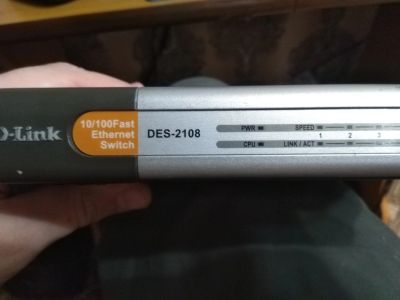 D-Link
10/100Fast
Ethernet
Switch
DES-2108
PWR SPEED
1 2 3
CPU LINK / ACT